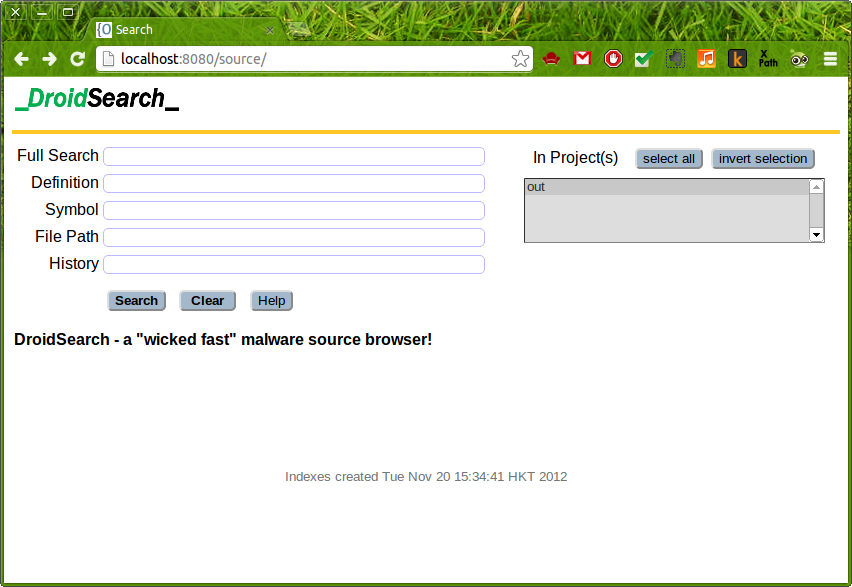 {O Search
localhost:8080/source/
k
X
Path
_DroidSearch_
Full Search
In Project(s) select all invert selection
Definition
out
Symbol
File Path
History
Search Clear Help
DroidSearch - a "wicked fast" malware source browser!
Indexes created Tue Nov 20 15:34:41 HKT 2012